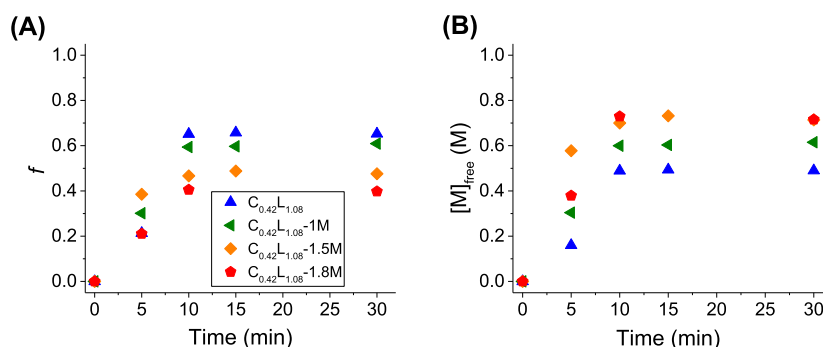 (A)
1.0
0.8
0.6
0.4
0.2
0.0
f
0 5 10 15 20 25 30
Time (min)
C0.42L1.08
C0.42L1.08-1M
C0.42L1.08-1.5M
C0.42L1.08-1.8M
(B)
1.0
0.8
0.6
0.4
0.2
0.0
[M]free (M)
0 5 10 15 20 25 30
Time (min)